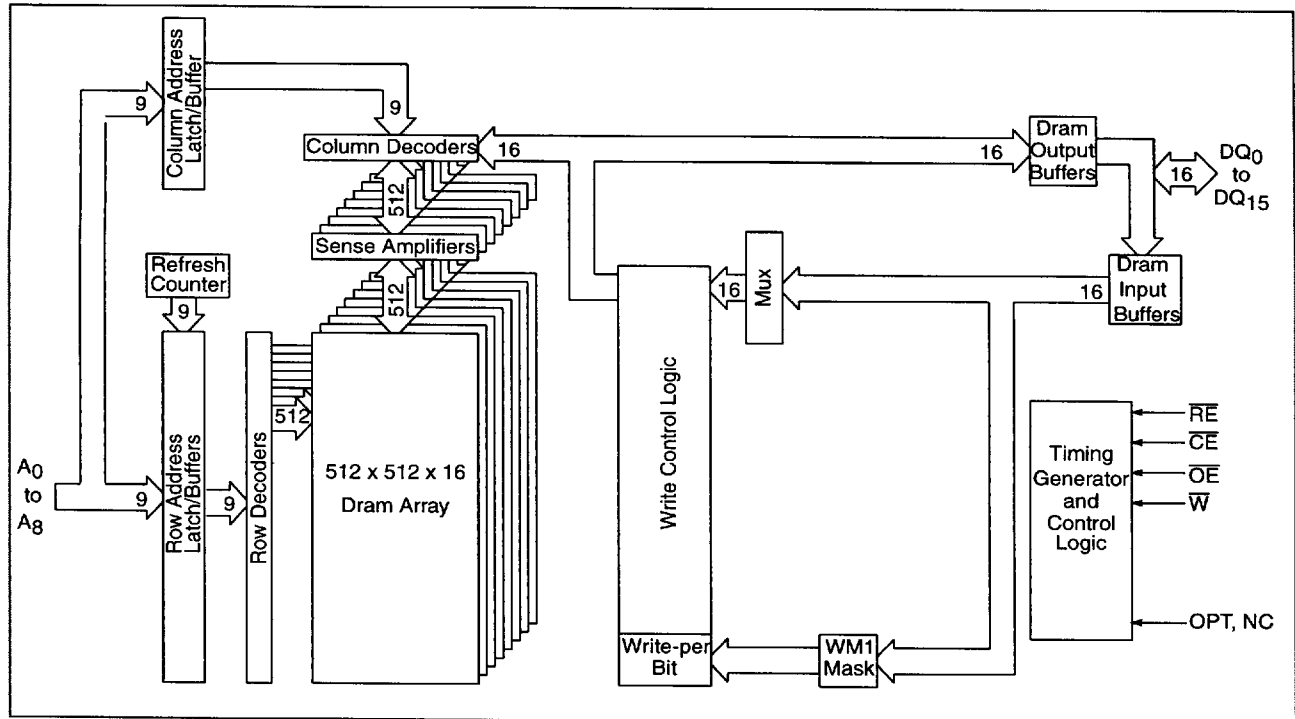 Column Address
Latch/Buffer
9
9
Column Decoders
16
16
Dram
Output
Buffers
16
DQ0
to
DQ15
512
Sense Amplifiers
512
Refresh
Counter
9
A0
to
A8
9
Row Address
Latch/Buffers
9
Row Decoders
512
512 x 512 x 16
Dram Array
Write Control Logic
16
Mux
16
Dram
Input
Buffers
Write-per
Bit
WM1
Mask
Timing
Generator
and
Control
Logic
R̅E̅
C̅E̅
O̅E̅
W̅
OPT, NC